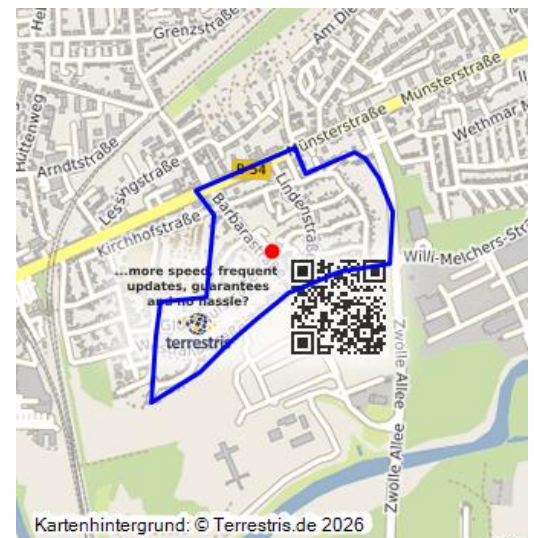 Grenzstraße
Am Die
Hüttenweg
Münsterstraße
Münsterstraße
Wethmar M
Arndtstraße
Lessingstraße
B 54
Lindenstraße
Barbarastr
Kirchhofstraße
Willi-Melchers-Str
...more speed, frequent
updates, guarantees
and no hassle?
terrestris
Zwolle Allee
Zwolle Allee
Kartenhintergrund: © Terrestris.de 2026